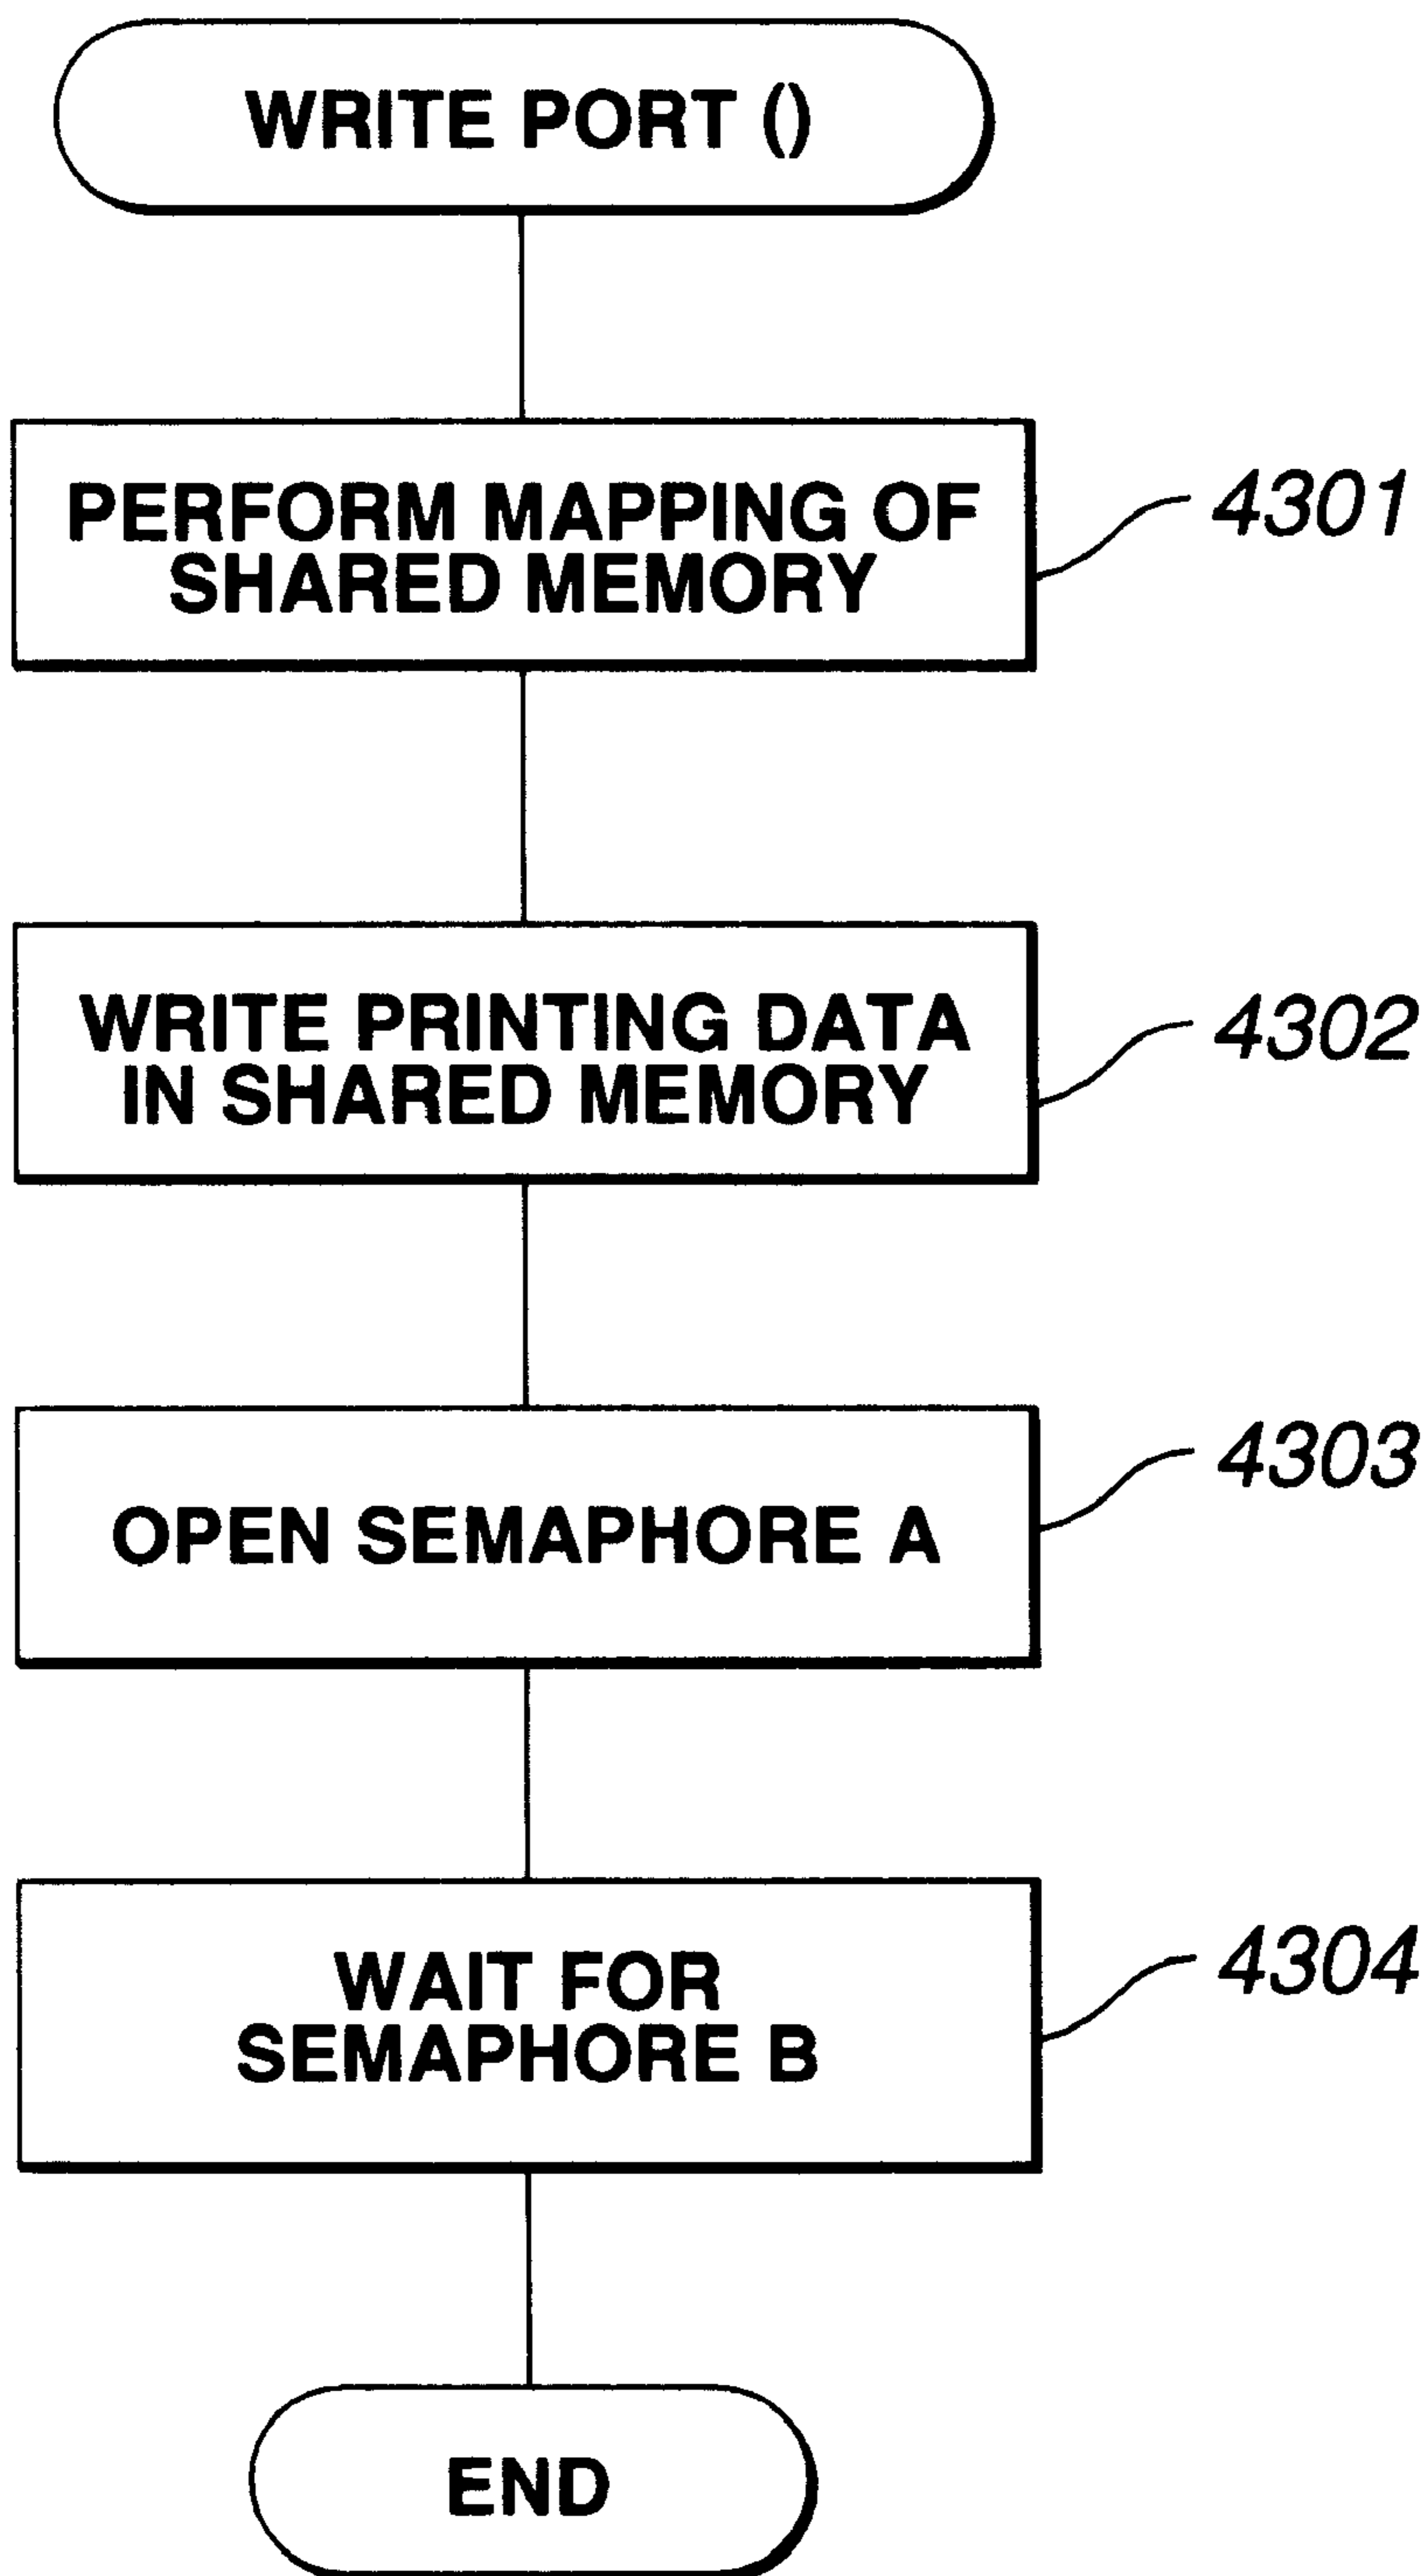 WRITE PORT ()
PERFORM MAPPING OF
SHARED MEMORY
4301
WRITE PRINTING DATA
IN SHARED MEMORY
4302
OPEN SEMAPHORE A
4303
WAIT FOR
SEMAPHORE B
4304
END